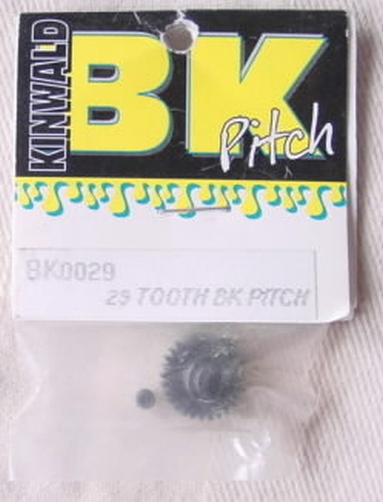 KINWALD
BK
Pitch
BK0029
29 TOOTH BK PITCH